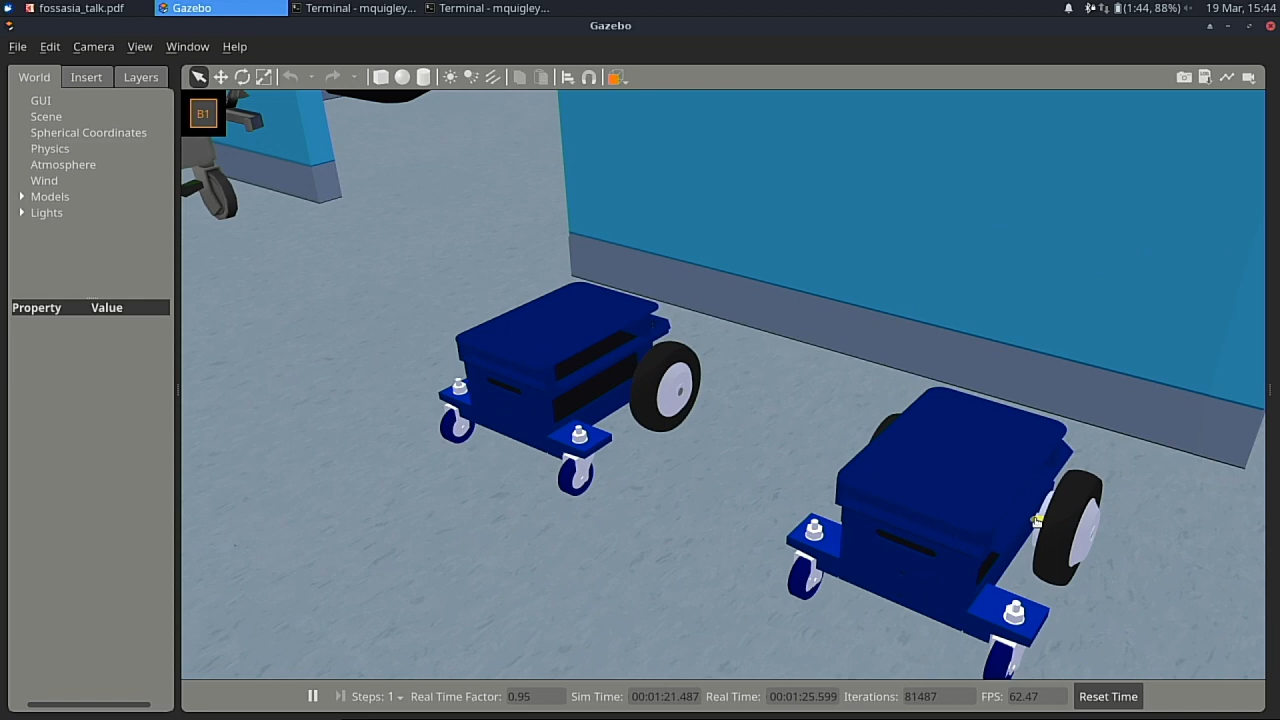 fossasia_talk.pdf
Gazebo
Terminal - mquigley...
Terminal - mquigley...
(1:44, 88%)
19 Mar, 15:44
Gazebo
File Edit Camera View Window Help
World Insert Layers
GUI
Scene
Spherical Coordinates
Physics
Atmosphere
Wind
Models
Lights
Property Value
B1
Steps: 1 Real Time Factor: 0.95 Sim Time: 00:01:21.487 Real Time: 00:01:25.599 Iterations: 81487 FPS: 62.47 Reset Time